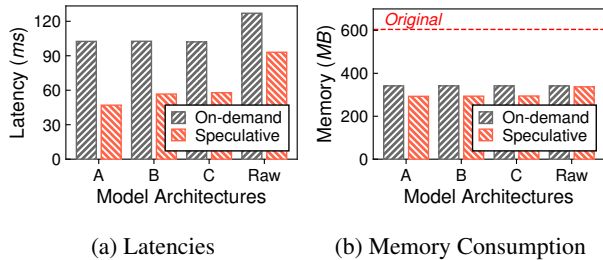 120
90
60
30
0
Latency (ms)
On-demand
Speculative
A B C Raw
Model Architectures
(a) Latencies
Original
600
400
200
0
Memory (MB)
On-demand
Speculative
A B C Raw
Model Architectures
(b) Memory Consumption